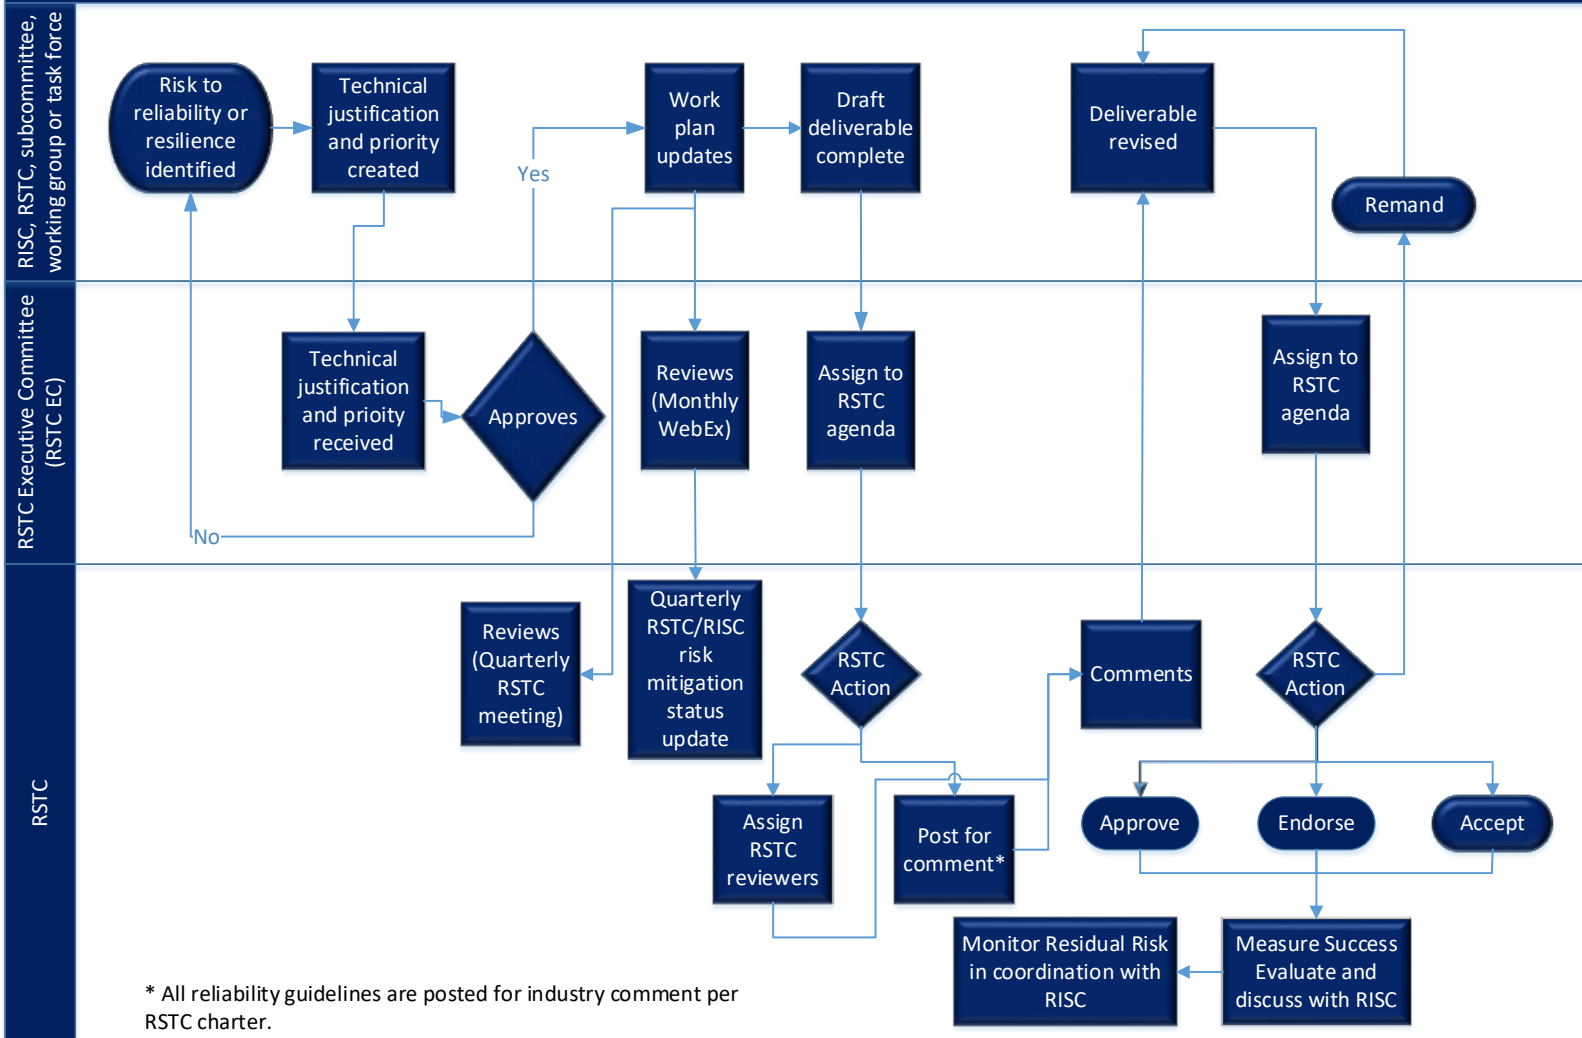 RISC, RSTC, subcommittee,
working group or task force
Risk to
reliability or
resilience
identified
Technical
justification
and priority
created
Yes
Work
plan
updates
Draft
deliverable
complete
Deliverable
revised
Remand
RSTC Executive Committee
(RSTC EC)
Technical
justification
and prioity
received
Approves
No
Reviews
(Monthly
WebEx)
Assign to
RSTC
agenda
Assign to
RSTC
agenda
RSTC
Reviews
(Quarterly
RSTC
meeting)
Quarterly
RSTC/RISC
risk
mitigation
status
update
RSTC
Action
Comments
RSTC
Action
Assign
RSTC
reviewers
Post for
comment*
Approve
Endorse
Accept
Monitor Residual Risk
in coordination with
RISC
Measure Success
Evaluate and
discuss with RISC
* All reliability guidelines are posted for industry comment per
RSTC charter.